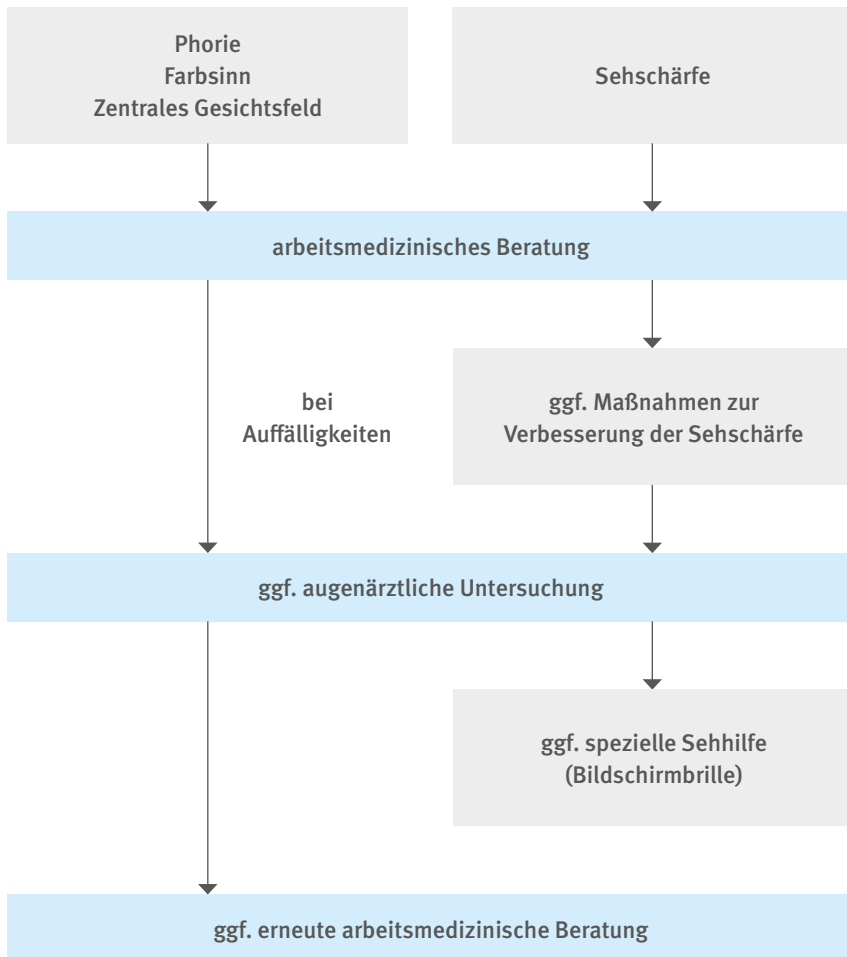 Phorie
Farbsinn
Zentrales Gesichtsfeld
Sehschärfe
arbeitsmedizinisches Beratung
bei
Auffälligkeiten
ggf. Maßnahmen zur
Verbesserung der Sehschärfe
ggf. augenärztliche Untersuchung
ggf. spezielle Sehhilfe
(Bildschirmbrille)
ggf. erneute arbeitsmedizinische Beratung